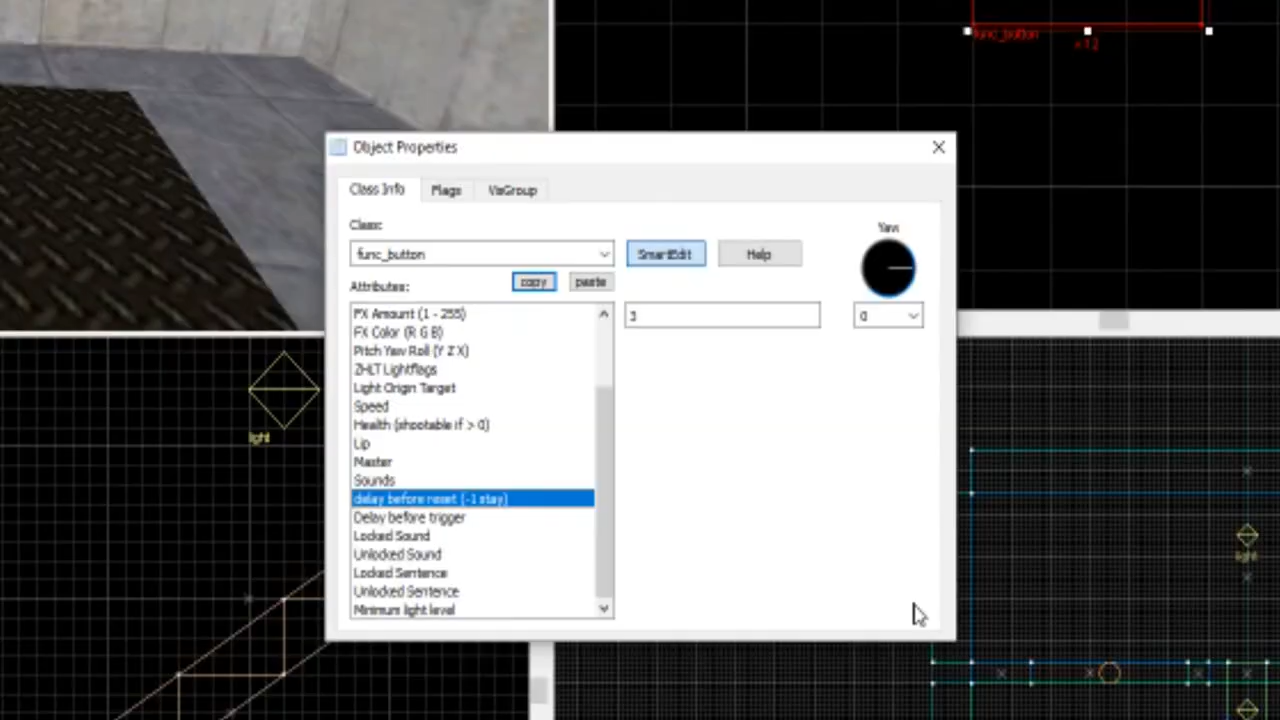 func_button
x 12
Object Properties
Class Info Flags VisGroup
Class:
Yaw
func_button
SmartEdit
Help
copy
paste
Attributes:
FX Amount (1 - 255)
3
0
FX Color (R G B)
Pitch Yaw Roll (Y Z X)
ZHLT Lightflags
Light Origin Target
Speed
Health (shootable if > 0)
Lip
Master
Sounds
delay before reset (-1 stay)
Delay before trigger
Locked Sound
Unlocked Sound
Locked Sentence
Unlocked Sentence
Minimum light level
light
light